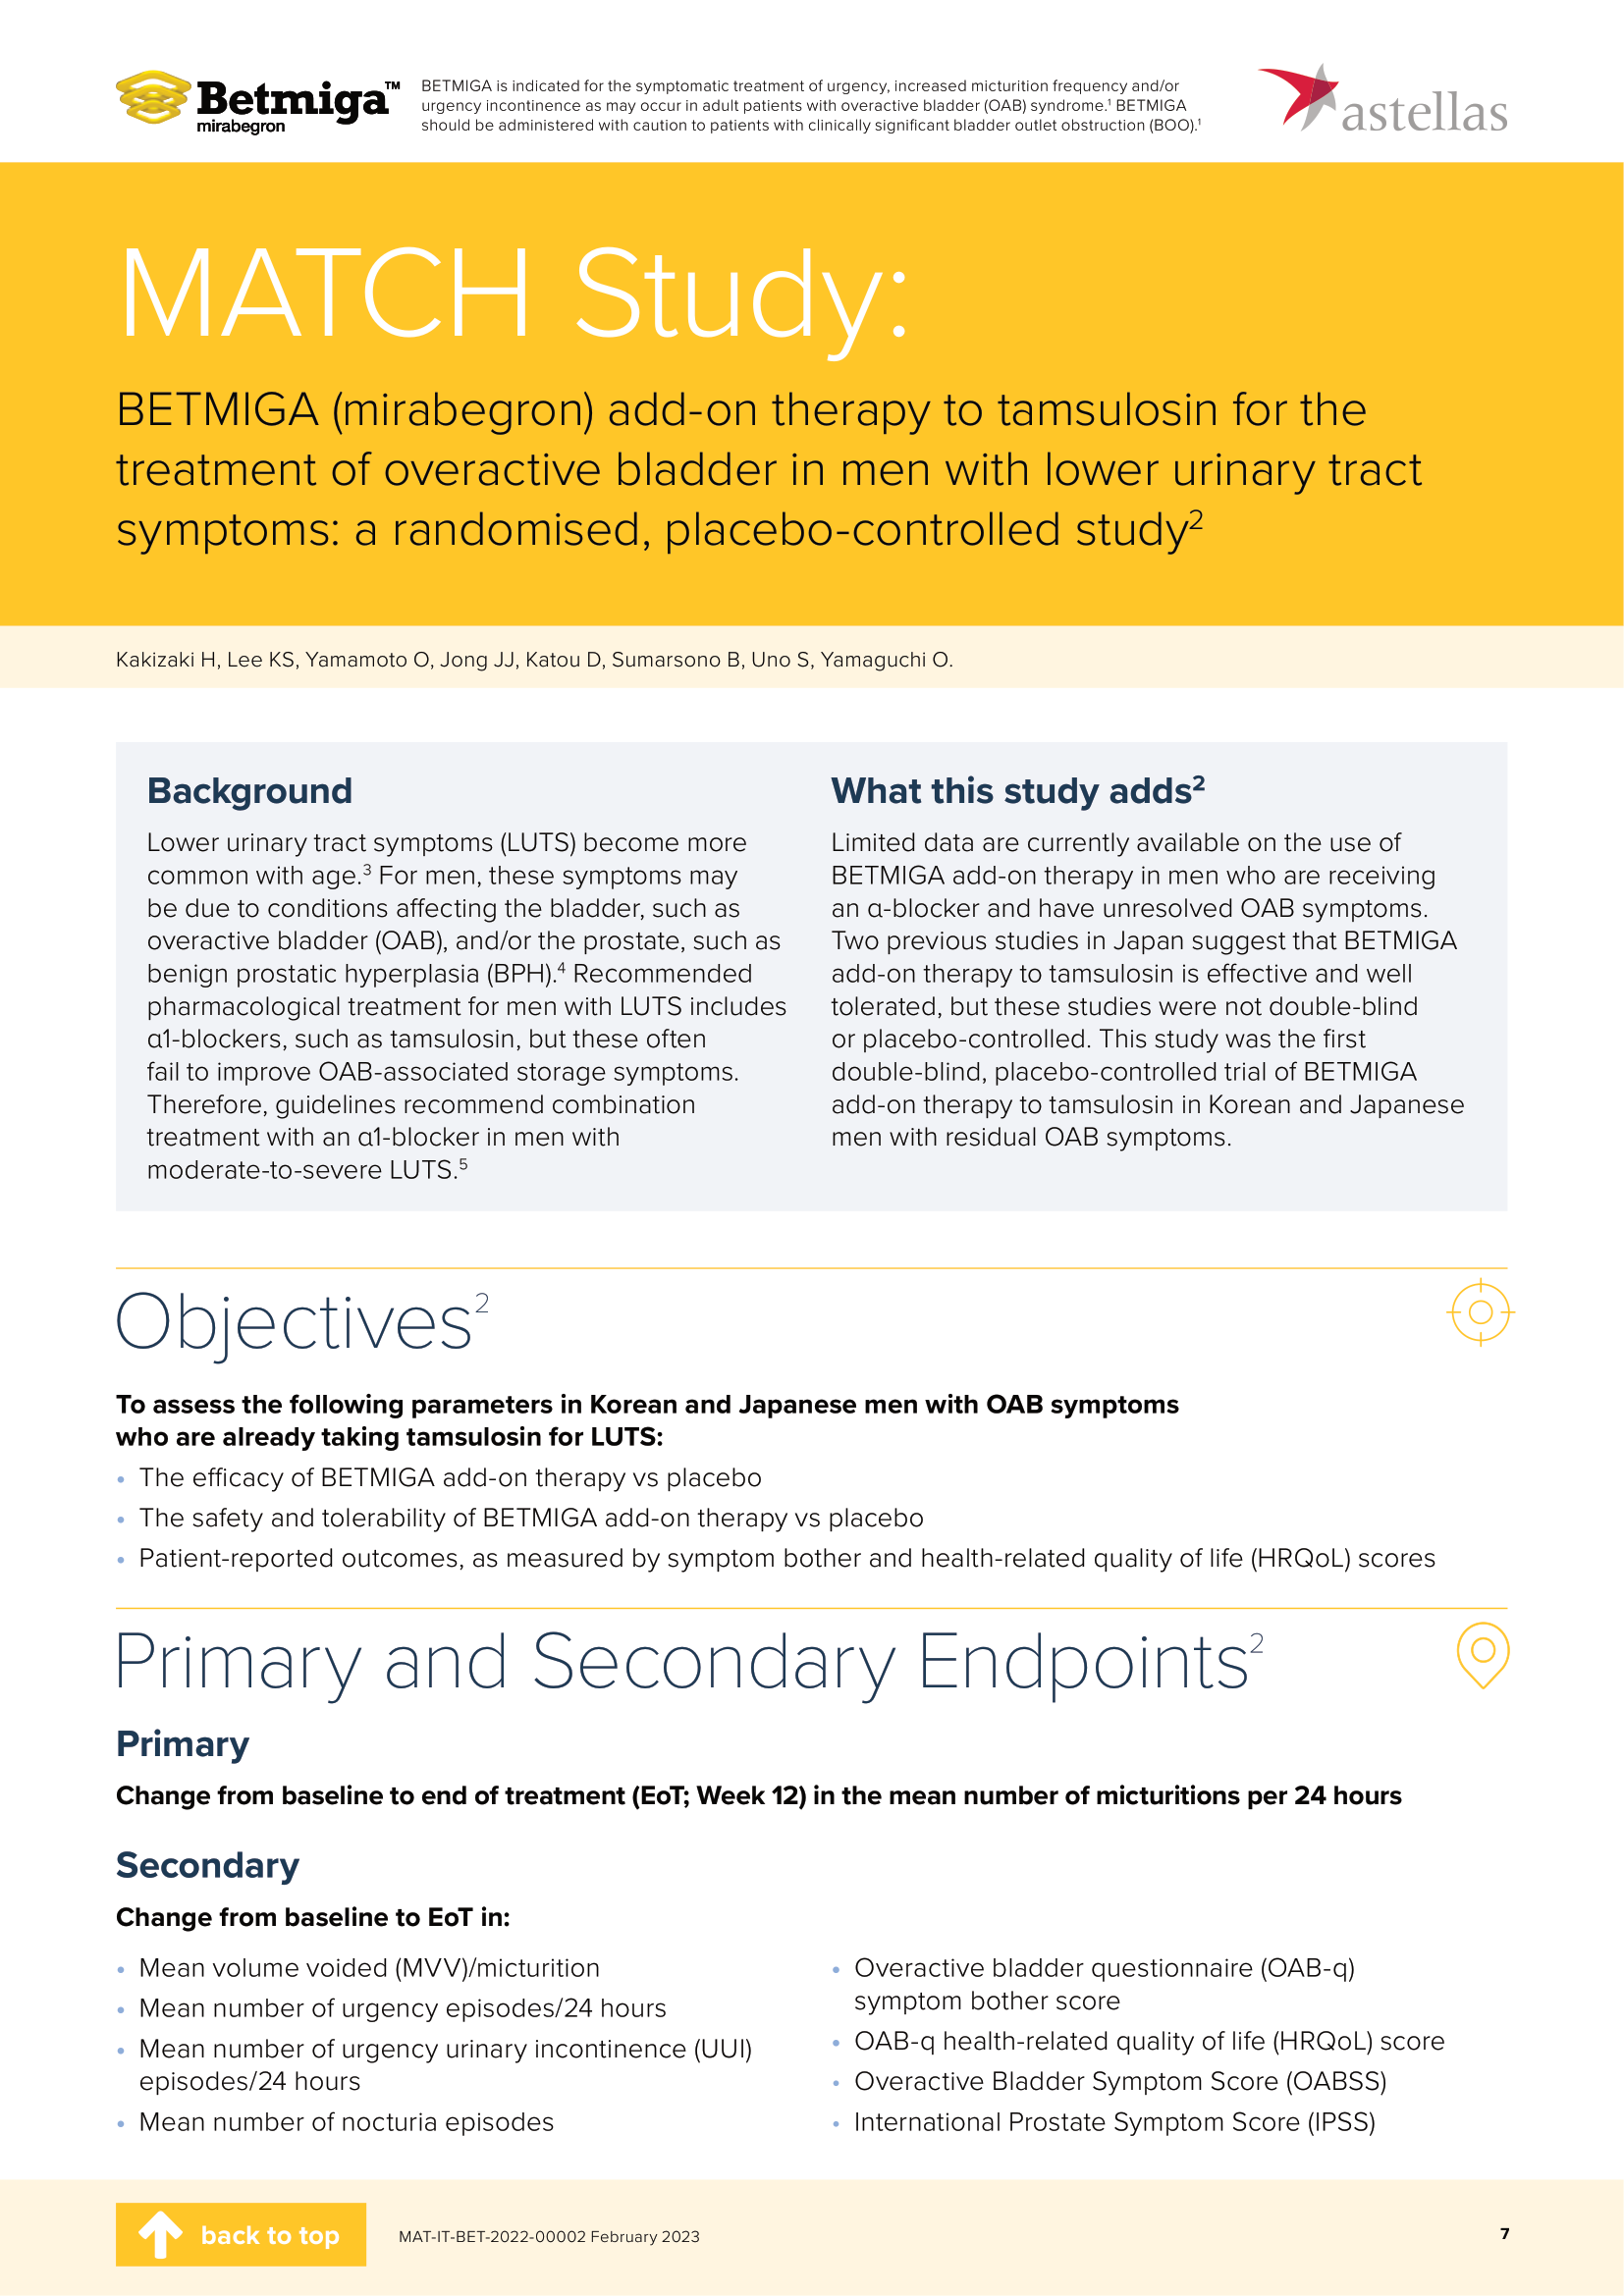 Betmiga™
mirabegron
BETMIGA is indicated for the symptomatic treatment of urgency, increased micturition frequency and/or
urgency incontinence as may occur in adult patients with overactive bladder (OAB) syndrome.¹ BETMIGA
should be administered with caution to patients with clinically significant bladder outlet obstruction (BOO).¹
astellas
MATCH Study:
BETMIGA (mirabegron) add-on therapy to tamsulosin for the
treatment of overactive bladder in men with lower urinary tract
symptoms: a randomised, placebo-controlled study²
Kakizaki H, Lee KS, Yamamoto O, Jong JJ, Katou D, Sumarsono B, Uno S, Yamaguchi O.
Background
Lower urinary tract symptoms (LUTS) become more
common with age.³ For men, these symptoms may
be due to conditions affecting the bladder, such as
overactive bladder (OAB), and/or the prostate, such as
benign prostatic hyperplasia (BPH).⁴ Recommended
pharmacological treatment for men with LUTS includes
α1-blockers, such as tamsulosin, but these often
fail to improve OAB-associated storage symptoms.
Therefore, guidelines recommend combination
treatment with an α1-blocker in men with
moderate-to-severe LUTS.⁵
What this study adds²
Limited data are currently available on the use of
BETMIGA add-on therapy in men who are receiving
an α-blocker and have unresolved OAB symptoms.
Two previous studies in Japan suggest that BETMIGA
add-on therapy to tamsulosin is effective and well
tolerated, but these studies were not double-blind
or placebo-controlled. This study was the first
double-blind, placebo-controlled trial of BETMIGA
add-on therapy to tamsulosin in Korean and Japanese
men with residual OAB symptoms.
Objectives²
To assess the following parameters in Korean and Japanese men with OAB symptoms
who are already taking tamsulosin for LUTS:
• The efficacy of BETMIGA add-on therapy vs placebo
• The safety and tolerability of BETMIGA add-on therapy vs placebo
• Patient-reported outcomes, as measured by symptom bother and health-related quality of life (HRQoL) scores
Primary and Secondary Endpoints²
Primary
Change from baseline to end of treatment (EoT; Week 12) in the mean number of micturitions per 24 hours
Secondary
Change from baseline to EoT in:
• Mean volume voided (MVV)/micturition
• Mean number of urgency episodes/24 hours
• Mean number of urgency urinary incontinence (UUI)
episodes/24 hours
• Mean number of nocturia episodes
• Overactive bladder questionnaire (OAB-q)
symptom bother score
• OAB-q health-related quality of life (HRQoL) score
• Overactive Bladder Symptom Score (OABSS)
• International Prostate Symptom Score (IPSS)
back to top
MAT-IT-BET-2022-00002 February 2023
7